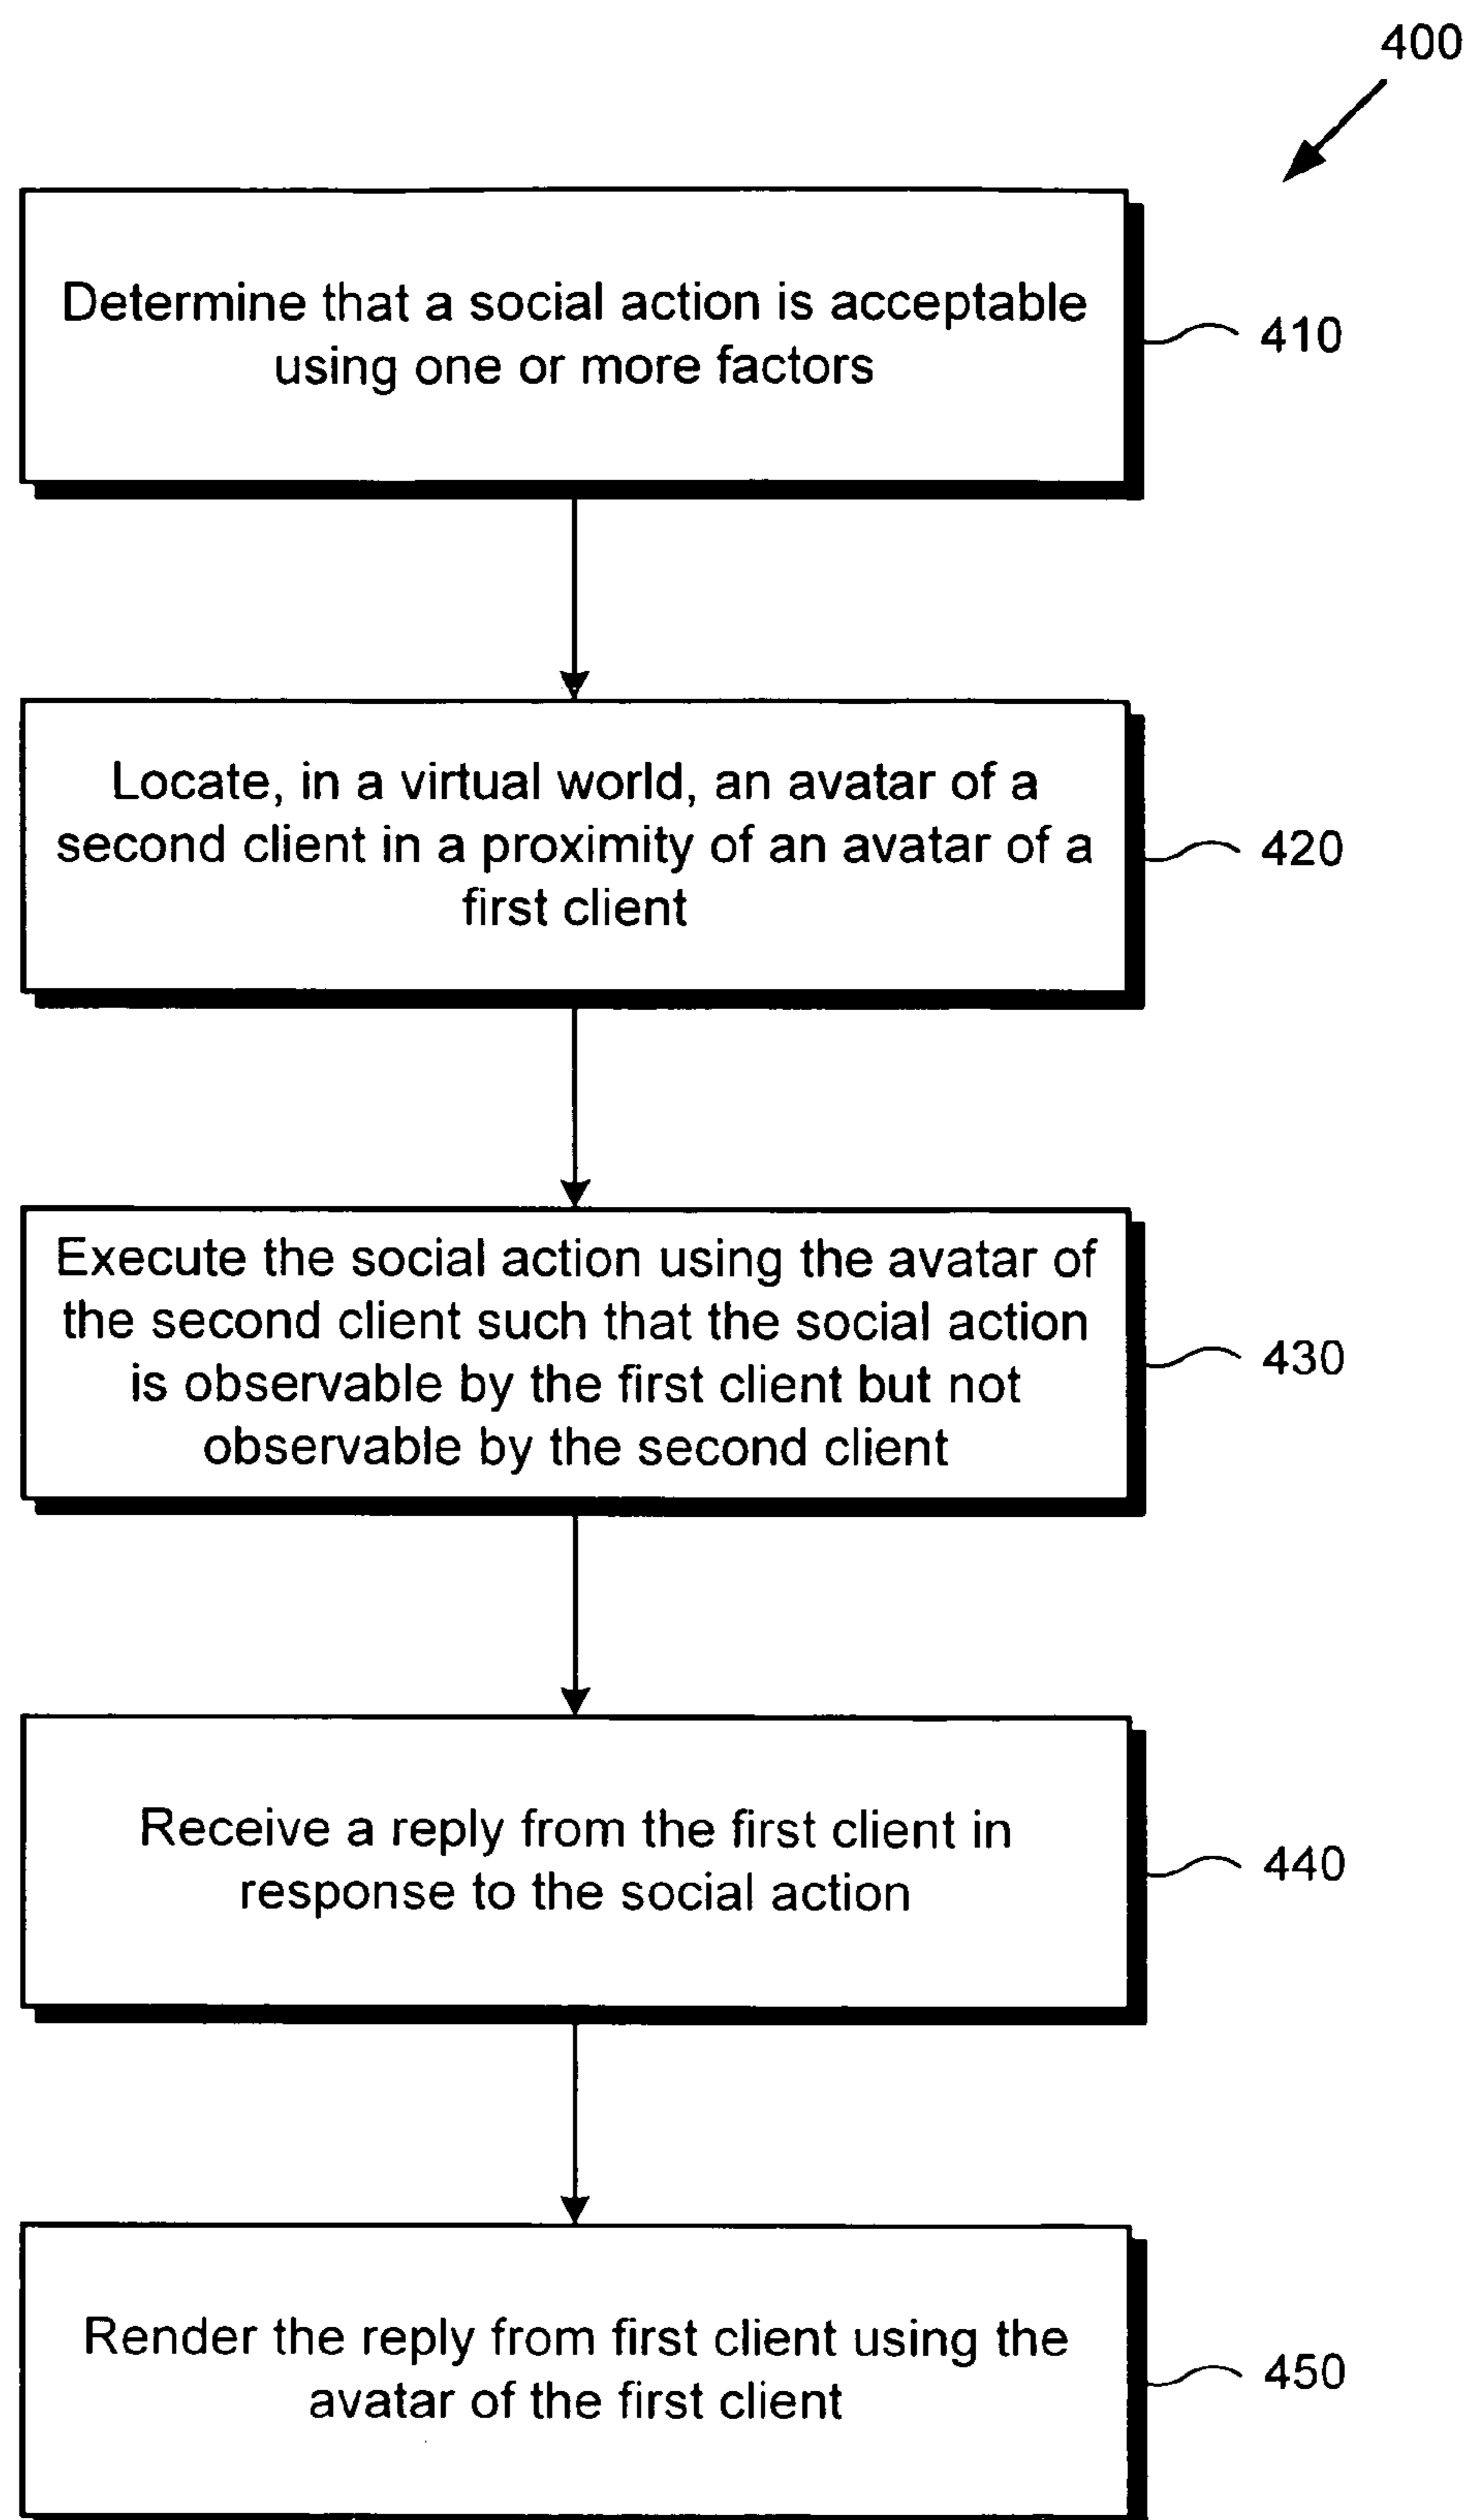 400
Determine that a social action is acceptable
using one or more factors
410
Locate, in a virtual world, an avatar of a
second client in a proximity of an avatar of a
first client
420
Execute the social action using the avatar of
the second client such that the social action
is observable by the first client but not
observable by the second client
430
Receive a reply from the first client in
response to the social action
440
Render the reply from first client using the
avatar of the first client
450